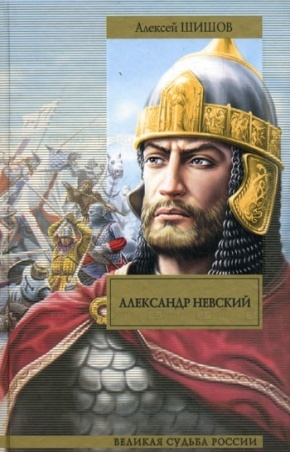 Алексей ШИШОВ
АЛЕКСАНДР НЕВСКИЙ
ВЕЛИКАЯ СУДЬБА РОССИИ